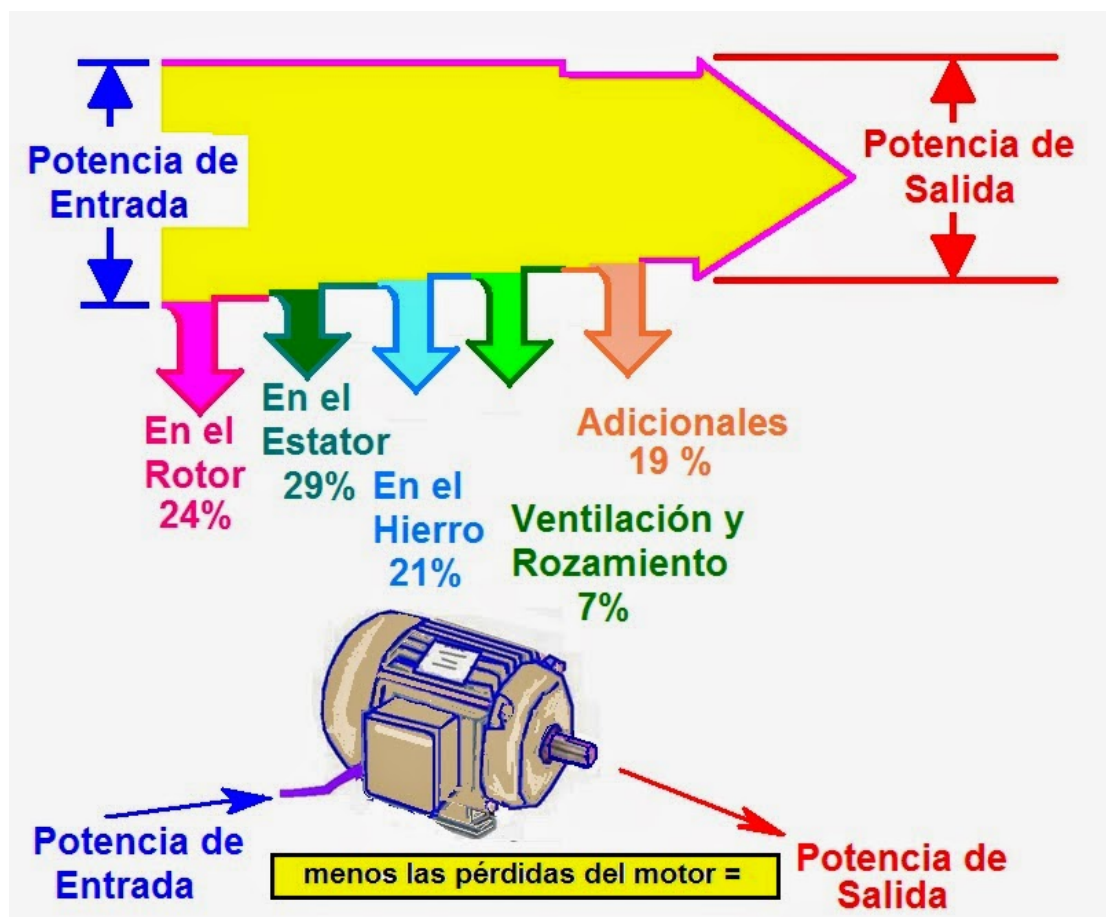 Potencia de
Entrada
Potencia de
Salida
En el
Rotor
24%
En el
Estator
29%
En el
Hierro
21%
Ventilación y
Rozamiento
7%
Adicionales
19 %
Potencia de
Entrada
menos las pérdidas del motor =
Potencia de
Salida